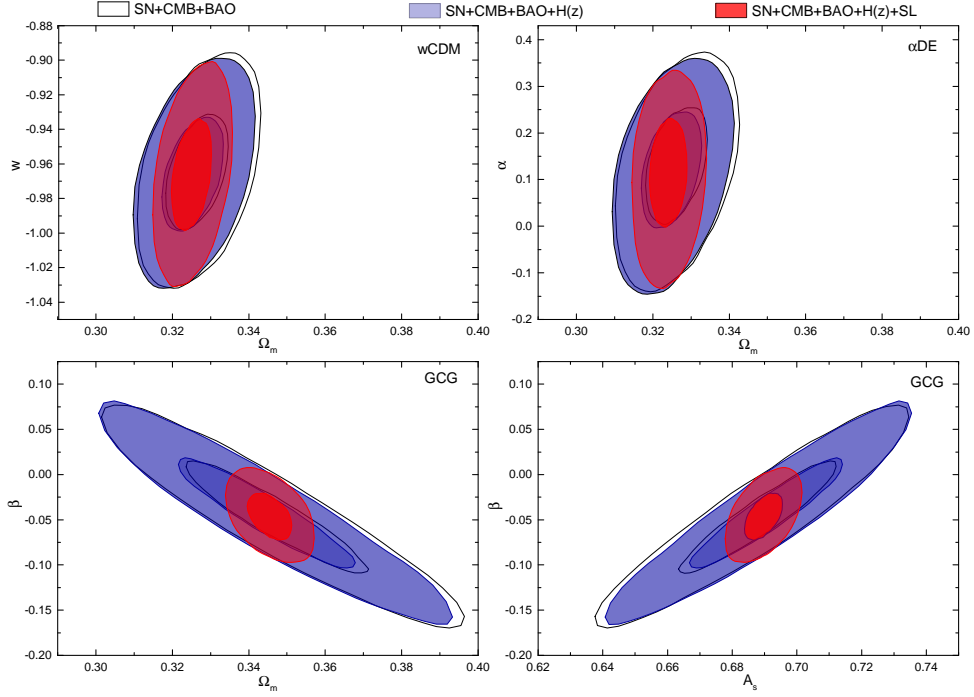 SN+CMB+BAO SN+CMB+BAO+H(z) SN+CMB+BAO+H(z)+SL
-0.88
-0.90
-0.92
-0.94
-0.96
-0.98
-1.00
-1.02
-1.04
w
wCDM
0.30 0.32 0.34 0.36 0.38 0.40
Ωm
0.4
0.3
0.2
0.1
0.0
-0.1
-0.2
α
αDE
0.30 0.32 0.34 0.36 0.38 0.40
Ωm
0.10
0.05
0.00
-0.05
-0.10
-0.15
-0.20
β
GCG
0.30 0.32 0.34 0.36 0.38 0.40
Ωm
0.10
0.05
0.00
-0.05
-0.10
-0.15
-0.20
β
GCG
0.62 0.64 0.66 0.68 0.70 0.72 0.74
As